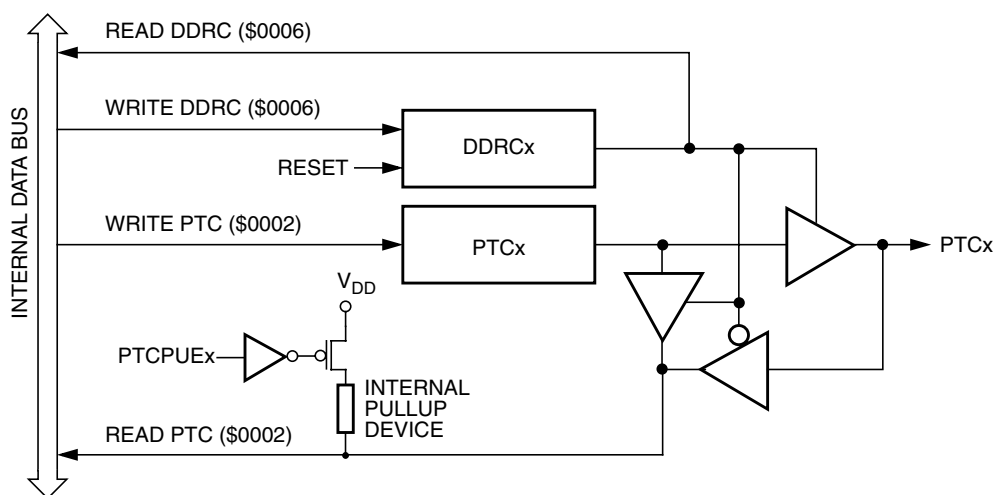 READ DDRC ($0006)
WRITE DDRC ($0006)
DDRCx
RESET
INTERNAL DATA BUS
WRITE PTC ($0002)
PTCx
PTCx
VDD
PTCPUEx
INTERNAL
PULLUP
DEVICE
READ PTC ($0002)